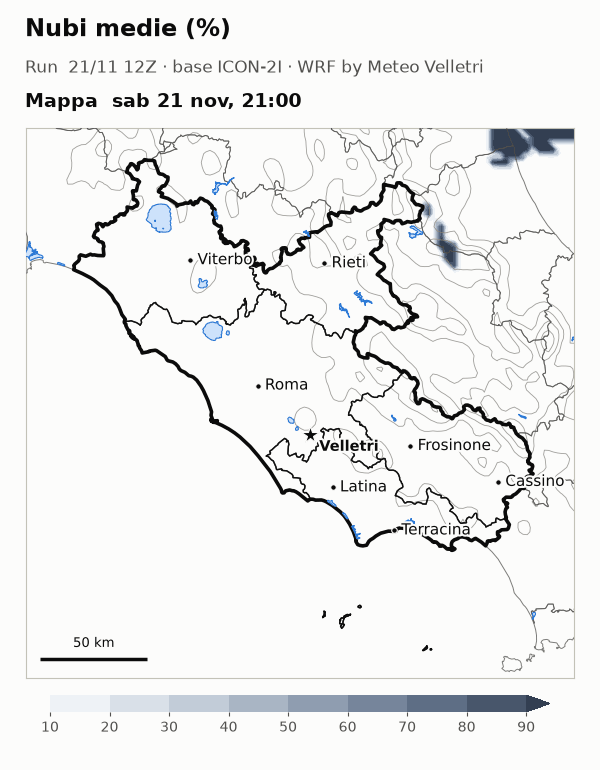 Nubi medie (%)
Run  21/11 12Z · base ICON-2I · WRF by Meteo Velletri
Mappa  sab 21 nov, 21:00
Viterbo
Rieti
Roma
Velletri
Frosinone
Cassino
Latina
Terracina
50 km
10 20 30 40 50 60 70 80 90